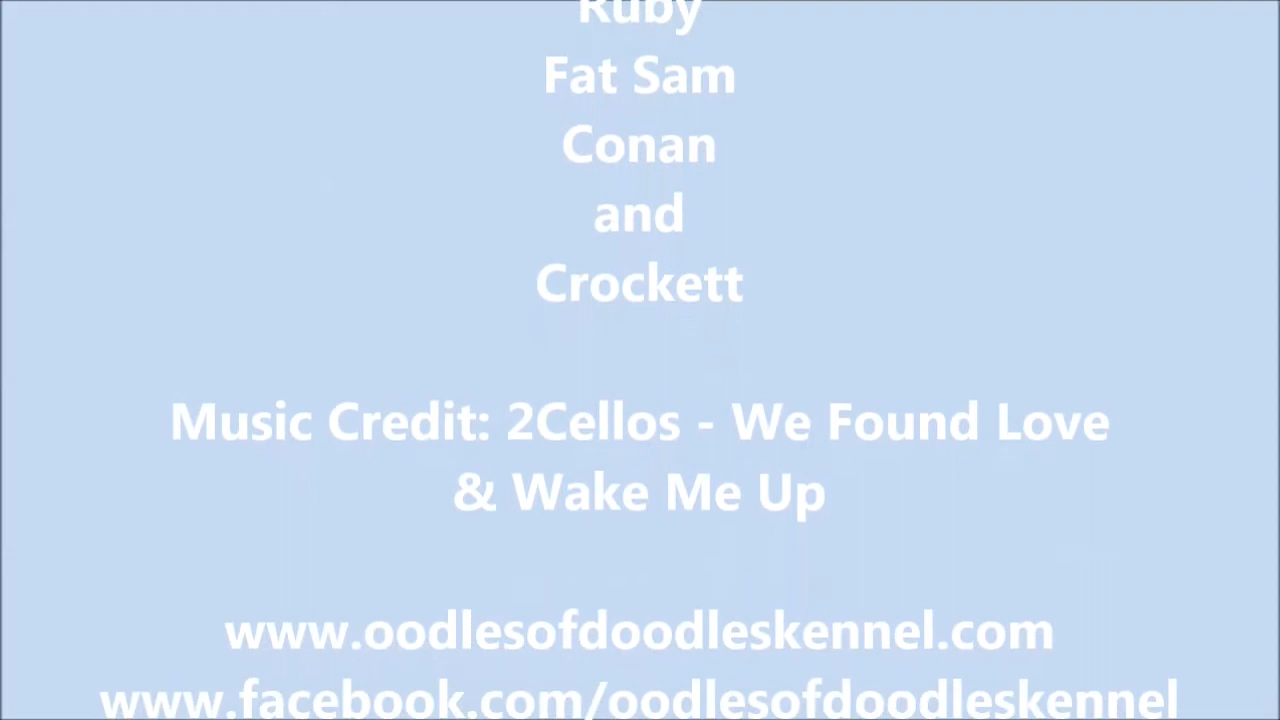 Ruby
Fat Sam
Conan
and
Crockett
Music Credit: 2Cellos - We Found Love
& Wake Me Up
www.oodlesofdoodleskennel.com
www.facebook.com/oodlesofdoodleskennel